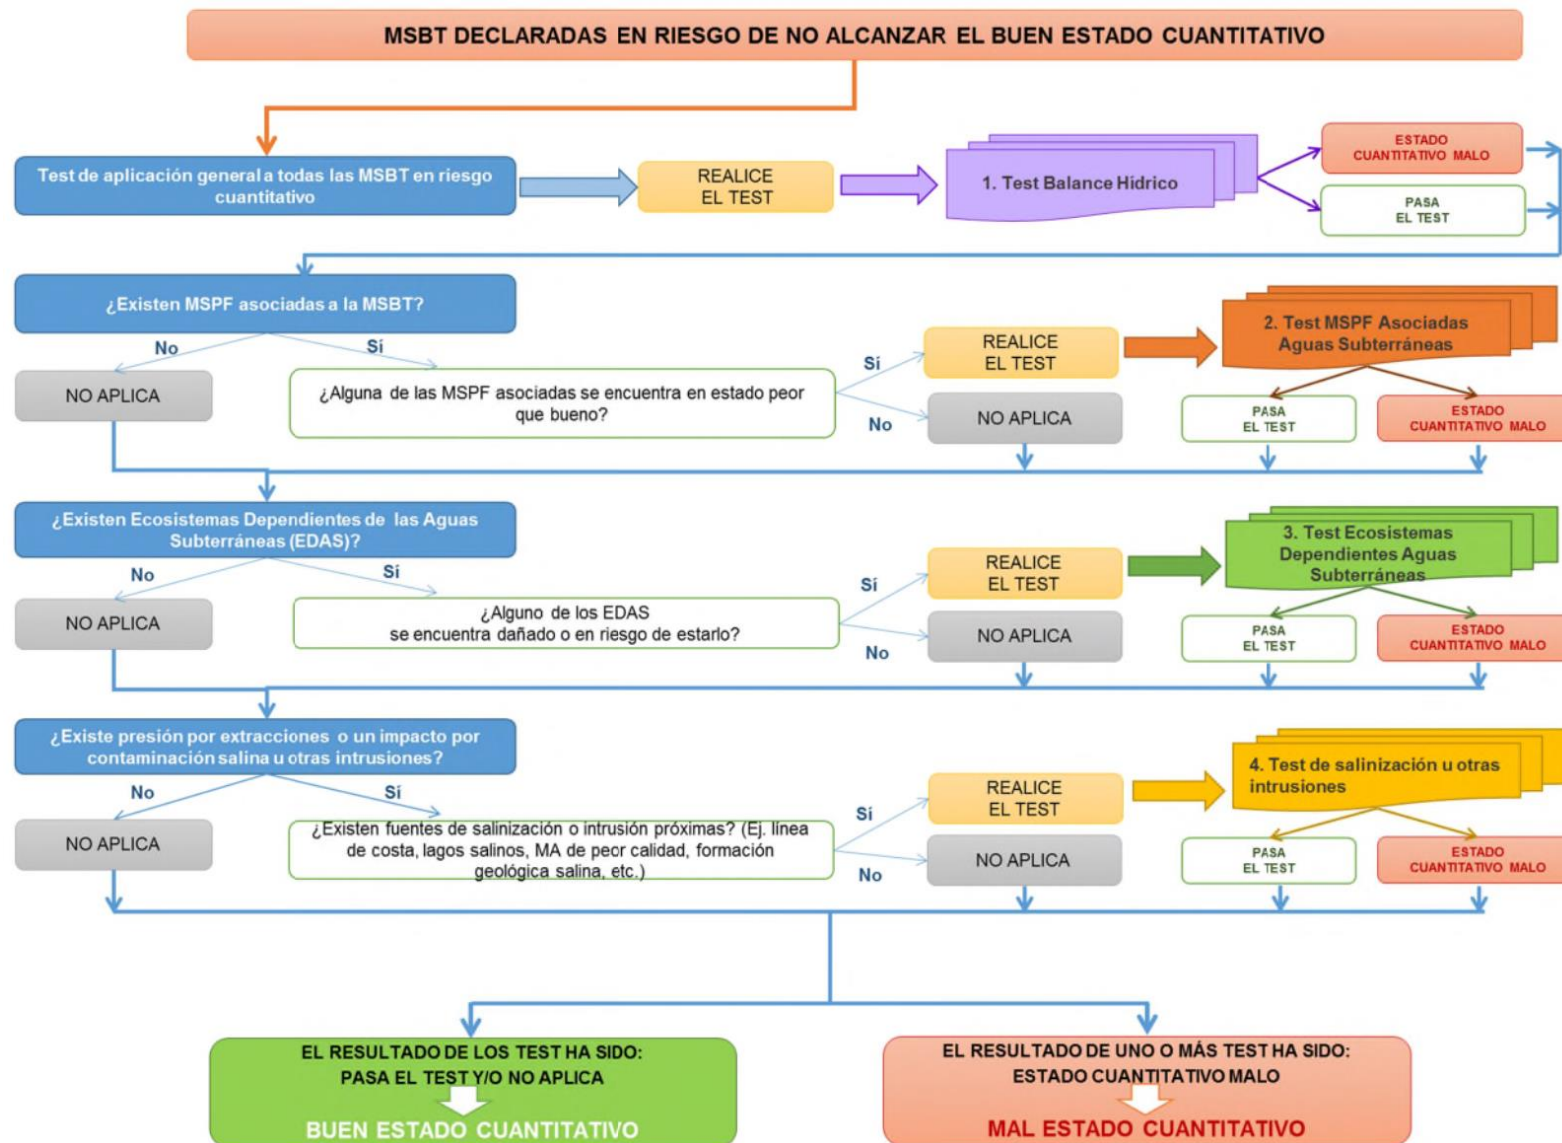 MSBT DECLARADAS EN RIESGO DE NO ALCANZAR EL BUEN ESTADO CUANTITATIVO
Test de aplicación general a todas las MSBT en riesgo
cuantitativo
REALICE
EL TEST
1. Test Balance Hídrico
ESTADO
CUANTITATIVO MALO
PASA
EL TEST
¿Existen MSPF asociadas a la MSBT?
No
Sí
NO APLICA
¿Alguna de las MSPF asociadas se encuentra en estado peor
que bueno?
Sí
No
REALICE
EL TEST
NO APLICA
2. Test MSPF Asociadas
Aguas Subterráneas
PASA
EL TEST
ESTADO
CUANTITATIVO MALO
¿Existen Ecosistemas Dependientes de las Aguas
Subterráneas (EDAS)?
No
Sí
NO APLICA
¿Alguno de los EDAS
se encuentra dañado o en riesgo de estarlo?
Sí
No
REALICE
EL TEST
NO APLICA
3. Test Ecosistemas
Dependientes Aguas
Subterráneas
PASA
EL TEST
ESTADO
CUANTITATIVO MALO
¿Existe presión por extracciones o un impacto por
contaminación salina u otras intrusiones?
No
Sí
NO APLICA
¿Existen fuentes de salinización o intrusión próximas? (Ej. línea
de costa, lagos salinos, MA de peor calidad, formación
geológica salina, etc.)
Sí
No
REALICE
EL TEST
NO APLICA
4. Test de salinización u otras
intrusiones
PASA
EL TEST
ESTADO
CUANTITATIVO MALO
EL RESULTADO DE LOS TEST HA SIDO:
PASA EL TEST Y/O NO APLICA
BUEN ESTADO CUANTITATIVO
EL RESULTADO DE UNO O MÁS TEST HA SIDO:
ESTADO CUANTITATIVO MALO
MAL ESTADO CUANTITATIVO